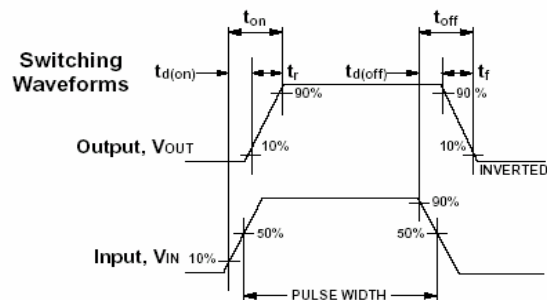 ton
toff
Switching
Waveforms
td(on)
tr
td(off)
tf
90%
90%
Output, VOUT
10%
10%
INVERTED
90%
50%
50%
Input, VIN
10%
PULSE WIDTH